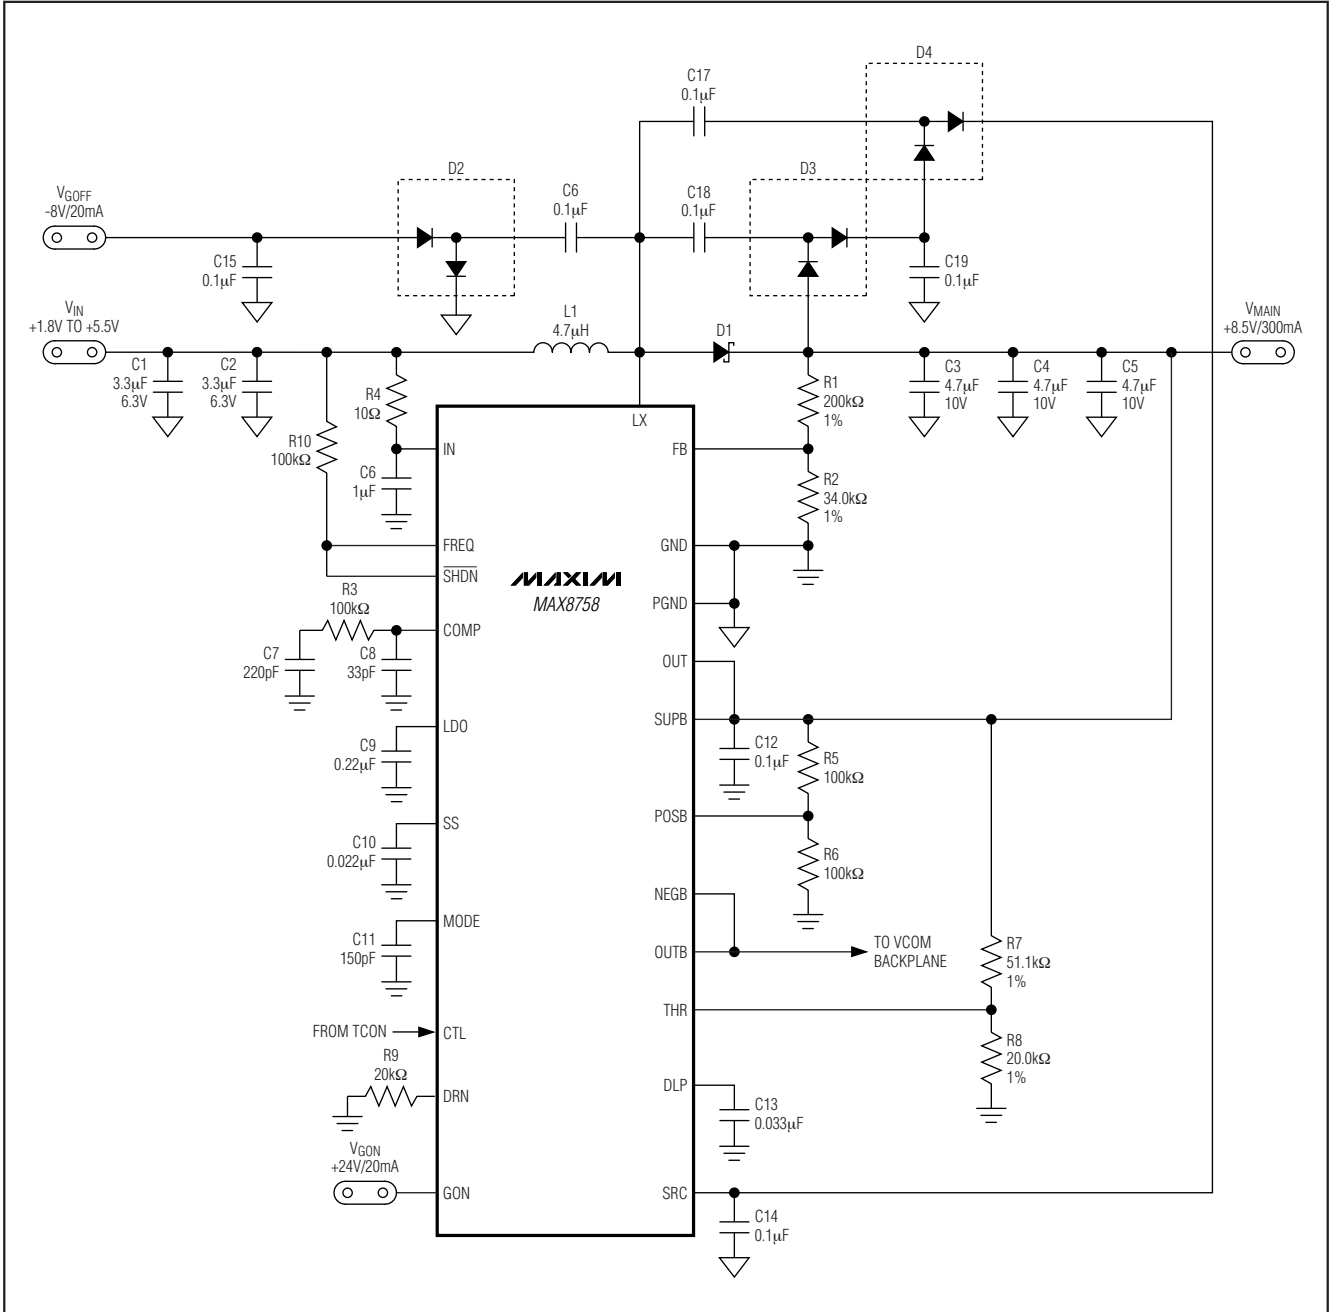 D4
C17
0.1µF
D2
D3
C6
0.1µF
C18
0.1µF
VGOFF
-8V/20mA
C15
0.1µF
C19
0.1µF
VIN
+1.8V TO +5.5V
L1
4.7µH
D1
VMAIN
+8.5V/300mA
C1
3.3µF
6.3V
C2
3.3µF
6.3V
R4
10Ω
R1
200kΩ
1%
C3
4.7µF
10V
C4
4.7µF
10V
C5
4.7µF
10V
LX
R10
100kΩ
IN
FB
C6
1µF
R2
34.0kΩ
1%
FREQ
GND
SHDN
MAXIM
MAX8758
PGND
R3
100kΩ
COMP
C7
220pF
C8
33pF
OUT
LDO
SUPB
C9
0.22µF
C12
0.1µF
R5
100kΩ
SS
POSB
C10
0.022µF
R6
100kΩ
NEGB
MODE
C11
150pF
OUTB
TO VCOM
BACKPLANE
R7
51.1kΩ
1%
THR
FROM TCON
CTL
R8
20.0kΩ
1%
R9
20kΩ
DRN
DLP
C13
0.033µF
VGON
+24V/20mA
GON
SRC
C14
0.1µF